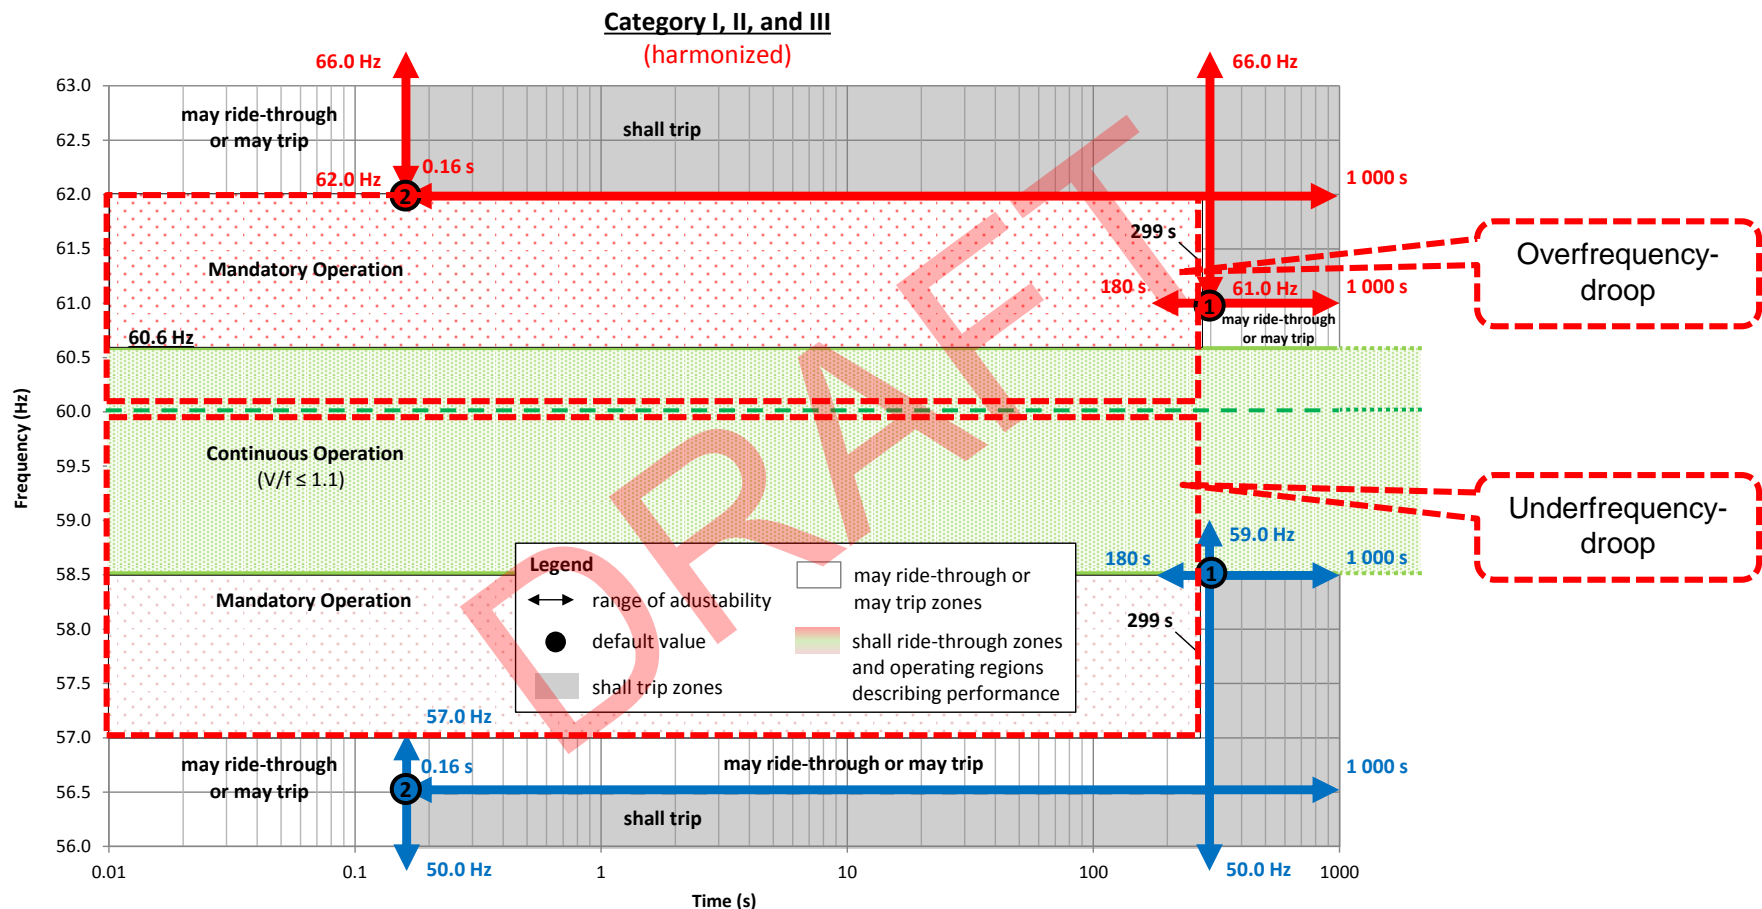 Category I, II, and III
(harmonized)
66.0 Hz
66.0 Hz
63.0
62.5
62.0
61.5
61.0
60.5
60.0
59.5
59.0
58.5
58.0
57.5
57.0
56.5
56.0
Frequency (Hz)
may ride-through
or may trip
shall trip
0.16 s
62.0 Hz
2
1 000 s
299 s
Mandatory Operation
180 s
61.0 Hz
1 000 s
1
may ride-through
or may trip
60.6 Hz
Overfrequency-
droop
Continuous Operation
(V/f ≤ 1.1)
Underfrequency-
droop
59.0 Hz
180 s
1
1 000 s
Mandatory Operation
299 s
Legend
range of adustability
default value
shall trip zones
may ride-through or
may trip zones
shall ride-through zones
and operating regions
describing performance
57.0 Hz
may ride-through
or may trip
0.16 s
2
may ride-through or may trip
1 000 s
shall trip
50.0 Hz
50.0 Hz
0.01
0.1
1
10
100
1000
Time (s)
DRAFT